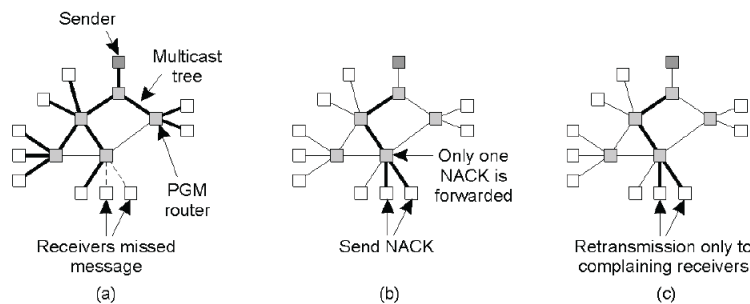 Sender
Multicast
tree
PGM
router
Receivers missed
message
(a)
Only one
NACK is
forwarded
Send NACK
(b)
Retransmission only to
complaining receivers
(c)